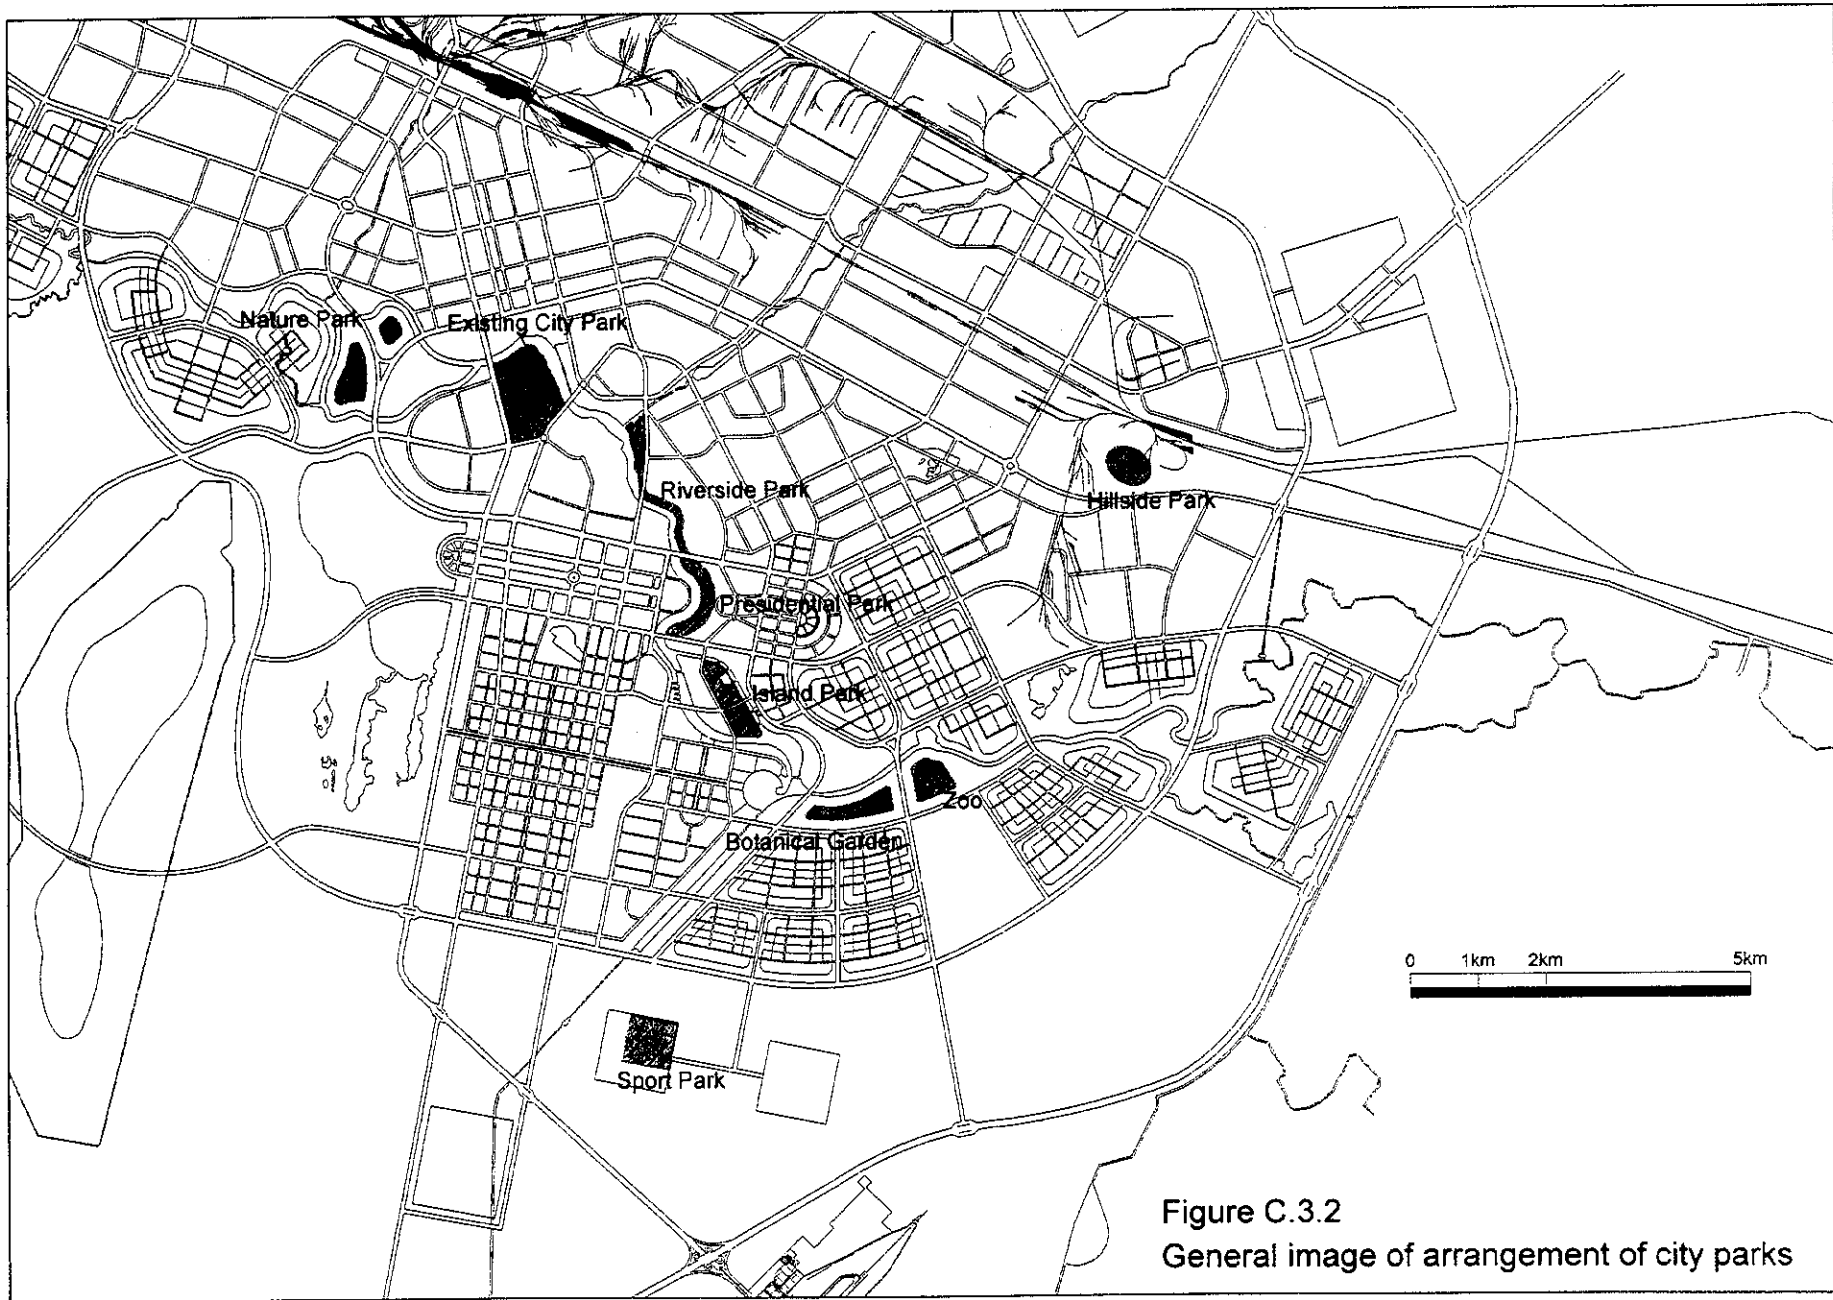 Nature Park
Existing City Park
Riverside Park
Hillside Park
Presidential Park
Island Park
Zoo
Botanical Garden
0 1km 2km 5km
Sport Park
Figure C.3.2
General image of arrangement of city parks